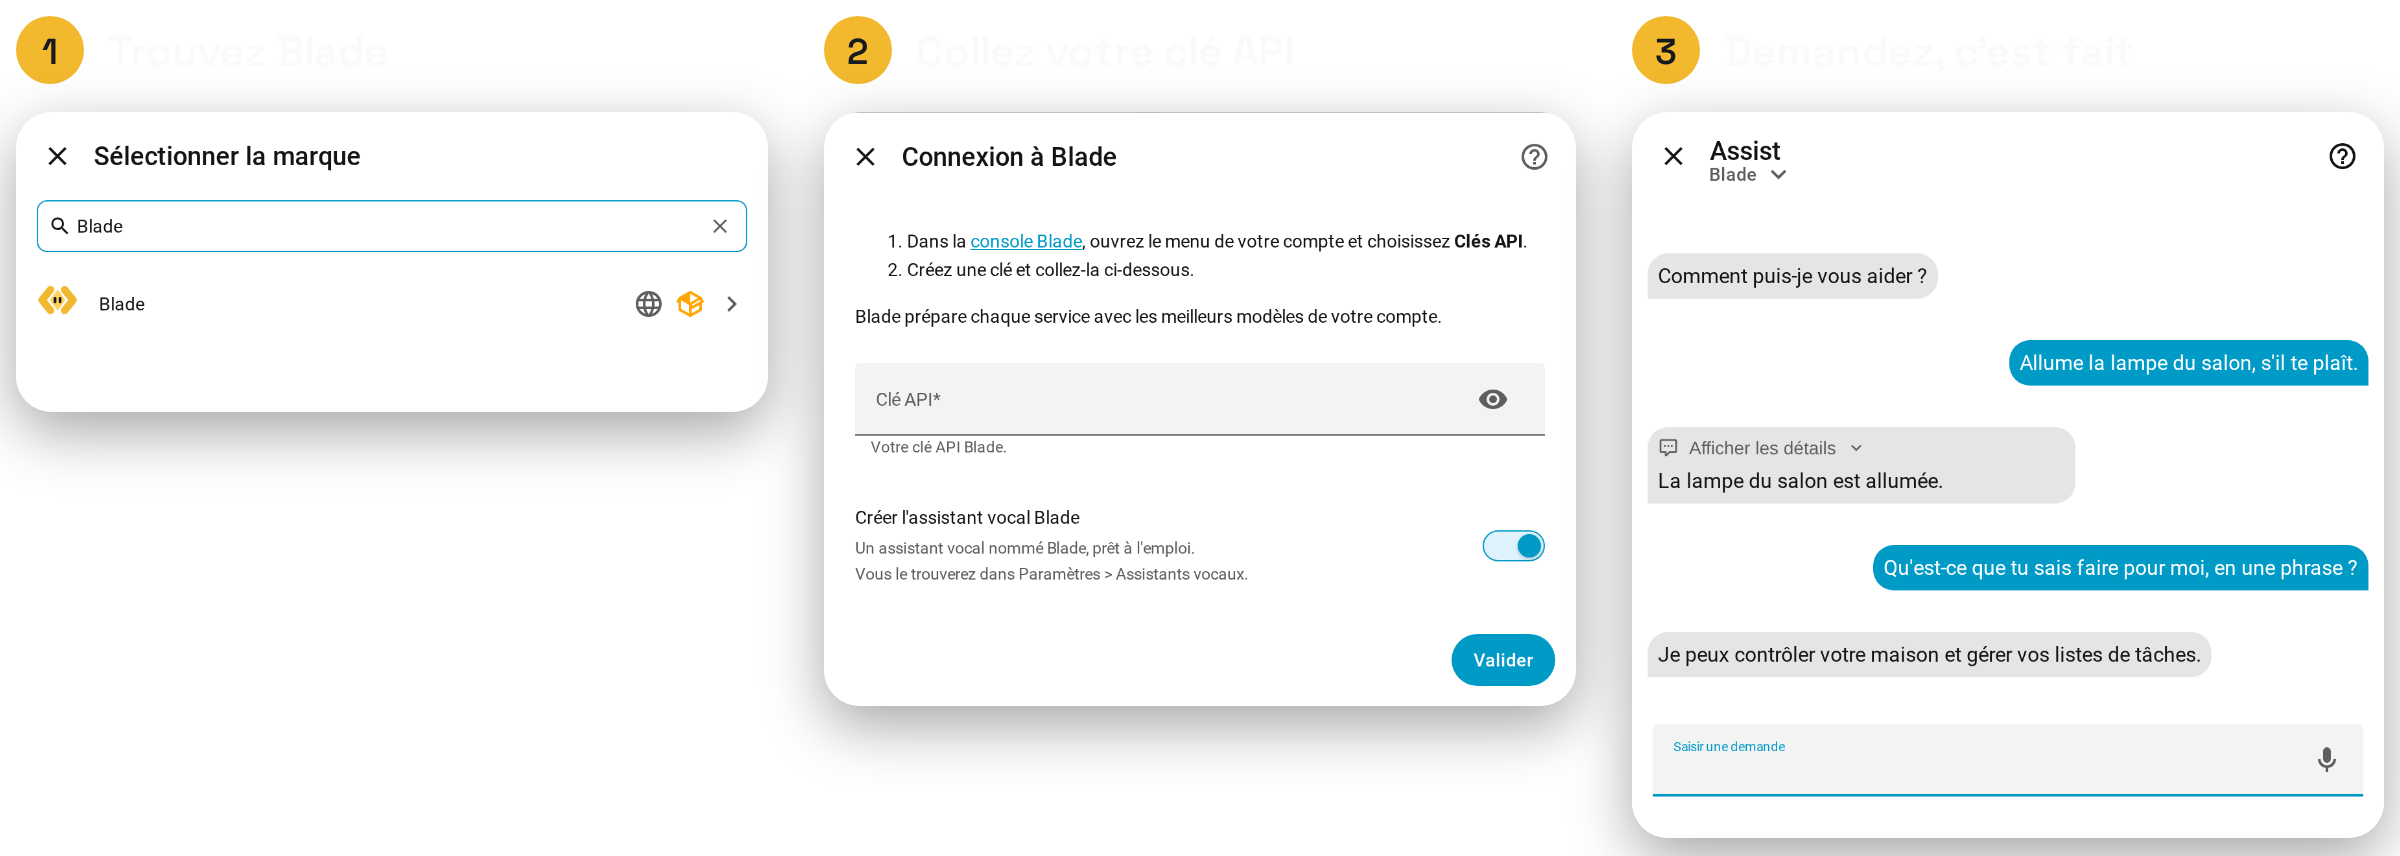 1 Trouvez Blade
Sélectionner la marque
Blade
Blade
2 Collez votre clé API
Connexion à Blade
1. Dans la console Blade, ouvrez le menu de votre compte et choisissez Clés API.
2. Créez une clé et collez-la ci-dessous.
Blade prépare chaque service avec les meilleurs modèles de votre compte.
Clé API*
Votre clé API Blade.
Créer l'assistant vocal Blade
Un assistant vocal nommé Blade, prêt à l'emploi.
Vous le trouverez dans Paramètres > Assistants vocaux.
Valider
3 Demandez, c'est fait
Assist
Blade
Comment puis-je vous aider ?
Allume la lampe du salon, s'il te plaît.
Afficher les détails
La lampe du salon est allumée.
Qu'est-ce que tu sais faire pour moi, en une phrase ?
Je peux contrôler votre maison et gérer vos listes de tâches.
Saisir une demande